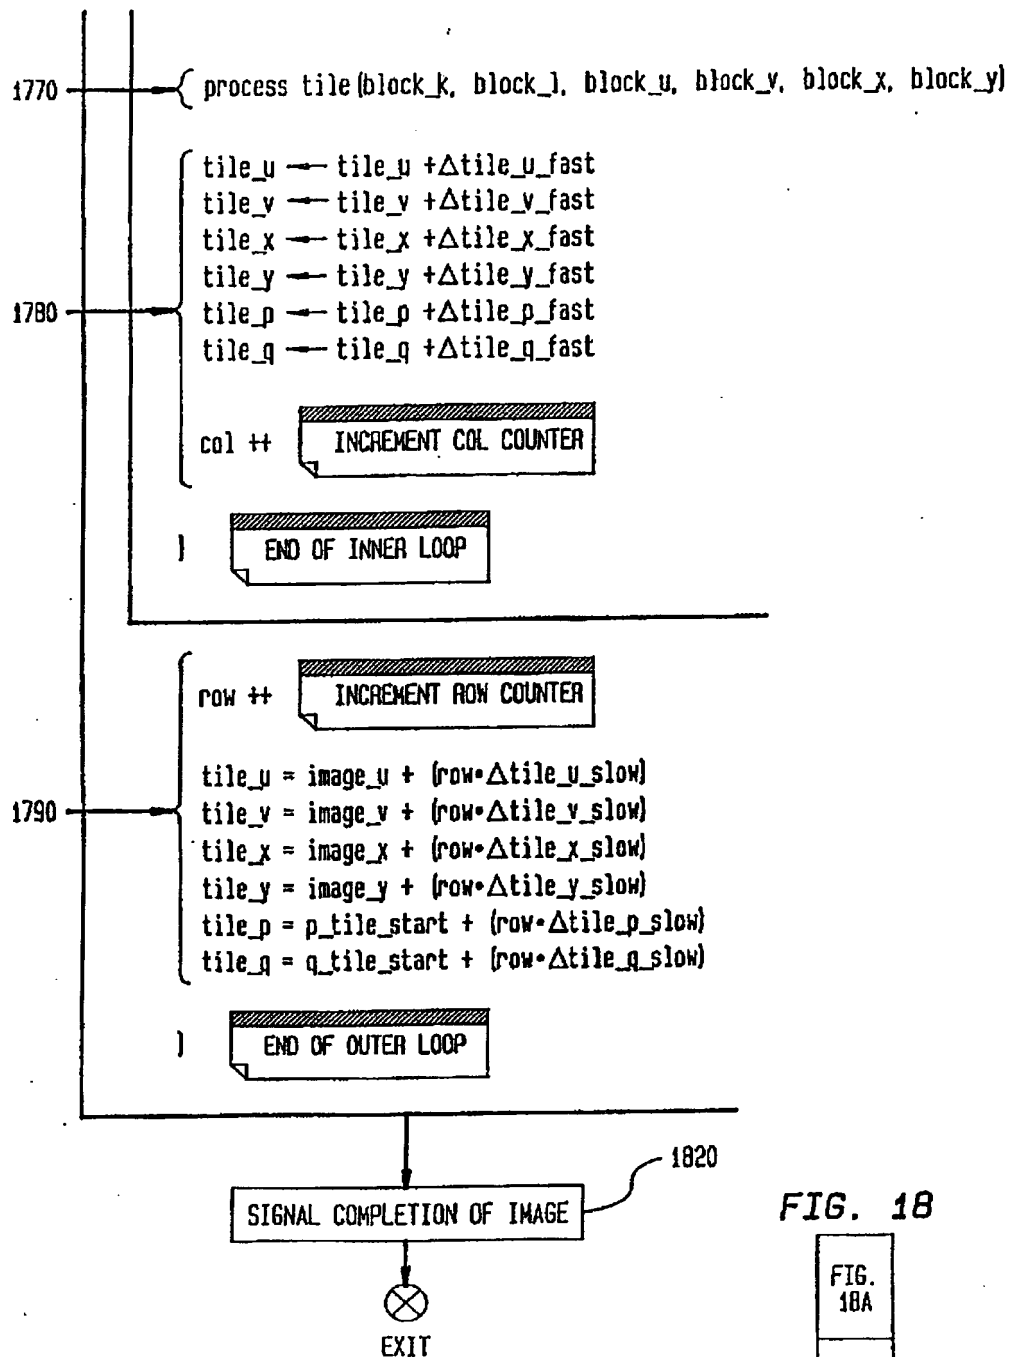 1770 process tile (block_k, block_l, block_u, block_v, block_x, block_y)
tile_u ← tile_u +Δtile_u_fast
tile_v ← tile_v +Δtile_v_fast
tile_x ← tile_x +Δtile_x_fast
tile_y ← tile_y +Δtile_y_fast
1780 tile_p ← tile_p +Δtile_p_fast
tile_q ← tile_q +Δtile_q_fast
col ++ INCREMENT COL COUNTER
} END OF INNER LOOP
row ++ INCREMENT ROW COUNTER
tile_u = image_u + (row•Δtile_u_slow)
1790 tile_v = image_v + (row•Δtile_v_slow)
tile_x = image_x + (row•Δtile_x_slow)
tile_y = image_y + (row•Δtile_y_slow)
tile_p = p_tile_start + (row•Δtile_p_slow)
tile_q = q_tile_start + (row•Δtile_q_slow)
} END OF OUTER LOOP
1820
SIGNAL COMPLETION OF IMAGE
EXIT
FIG. 18
FIG.
18A